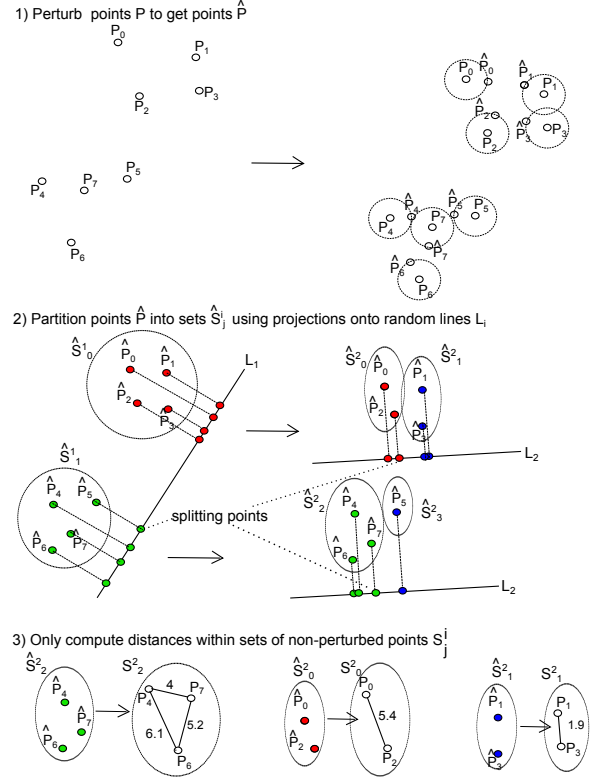 1) Perturb points P to get points P̂
P₀
P₁
P₂
P₃
P₄
P₇
P₅
P₆
P₀ P̂₀
P̂₁
P₁
P̂₂
P₂
P̂₃
P₃
P₄
P̂₄
P₇
P̂₅
P₅
P̂₇
P̂₆
P₆
2) Partition points P̂ into sets Ŝⁱⱼ using projections onto random lines Lᵢ
Ŝ¹₀
P̂₀
P̂₁
P̂₂
P̂₃
L₁
Ŝ²₀
P̂₀
P̂₂
Ŝ²₁
P̂₁
P̂₃
L₂
Ŝ¹₁
P̂₄
P̂₅
P̂₆
P̂₇
splitting points
Ŝ²₂
P̂₄
P̂₇
P̂₆
P̂₅
Ŝ²₃
L₂
3) Only compute distances within sets of non-perturbed points Sⁱⱼ
Ŝ²₂
P̂₄
P̂₇
P̂₆
S²₂
P₄
4
P₇
6.1
5.2
P₆
Ŝ²₀
P̂₀
P̂₂
S²₀
P₀
5.4
P₂
Ŝ²₁
P̂₁
P̂₃
S²₁
P₁
1.9
P₃